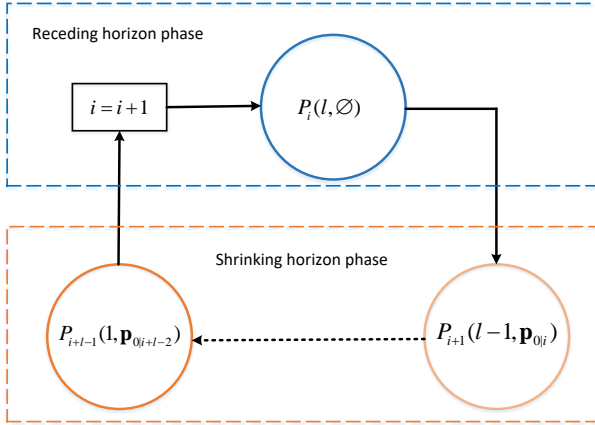 Receding horizon phase
i = i+1
P_i(l,∅)
Shrinking horizon phase
P_{i+l-1}(1, 𝐩_{0|i+l-2})
P_{i+1}(l-1, 𝐩_{0|i})